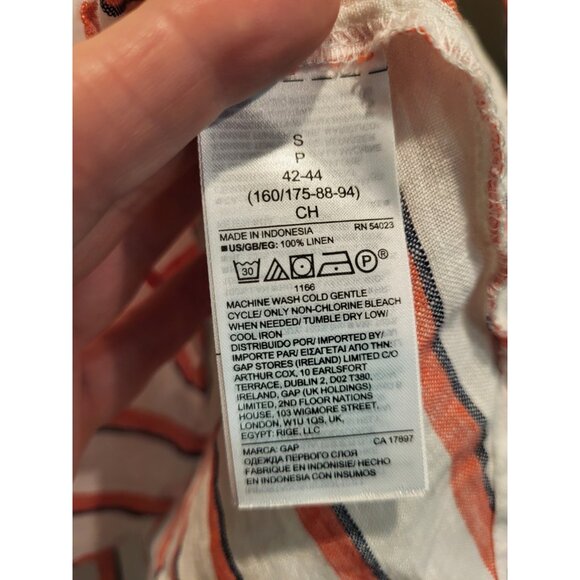 S
P
42-44
(160/175-88-94)
CH
MADE IN INDONESIA RN 54023
US/GB/EG: 100% LINEN
30 P®
1166
MACHINE WASH COLD GENTLE
CYCLE/ ONLY NON-CHLORINE BLEACH
WHEN NEEDED/ TUMBLE DRY LOW/
COOL IRON
DISTRIBUIDO POR/ IMPORTED BY/
IMPORTE PAR/ ΕΙΣΑΓΕΤΑΙ ΑΠΟ ΤΗΝ:
GAP STORES (IRELAND) LIMITED C/O
ARTHUR COX, 10 EARLSFORT
TERRACE, DUBLIN 2, D02 T380,
IRELAND, GAP (UK HOLDINGS)
LIMITED, 2ND FLOOR NATIONS
HOUSE, 103 WIGMORE STREET,
LONDON, W1U 1QS, UK,
EGYPT: RIGE, LLC
MARCA: GAP CA 17897
ОДЕЖДА ПЕРВОГО СЛОЯ
FABRIQUE EN INDONISIE/ HECHO
EN INDONESIA CON INSUMOS